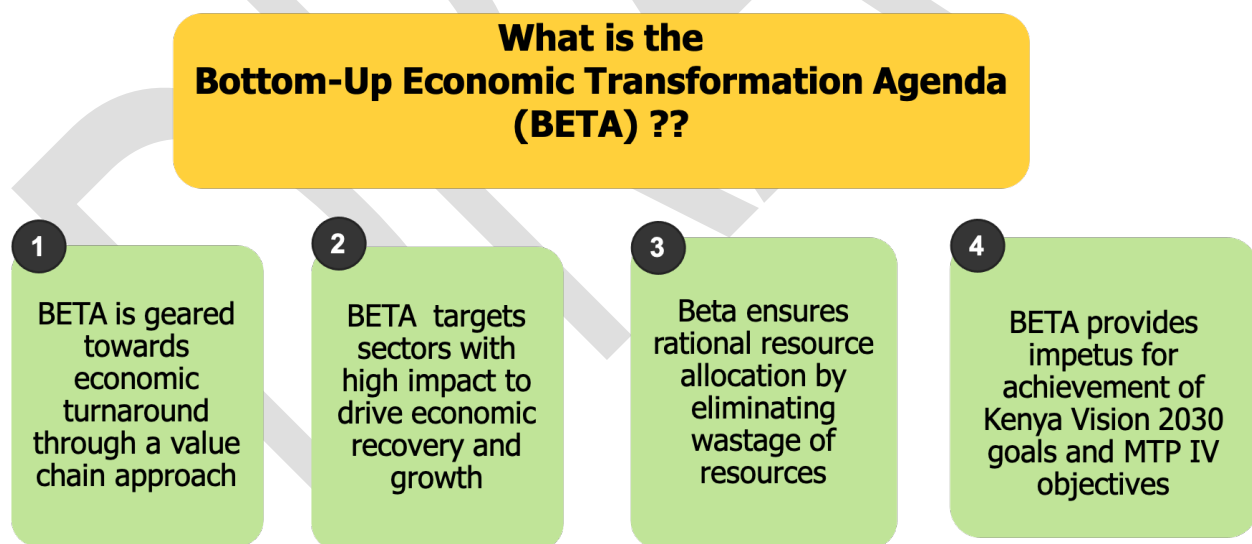 What is the
Bottom-Up Economic Transformation Agenda
(BETA) ??
1
BETA is geared
towards
economic
turnaround
through a value
chain approach
2
BETA targets
sectors with
high impact to
drive economic
recovery and
growth
3
Beta ensures
rational resource
allocation by
eliminating
wastage of
resources
4
BETA provides
impetus for
achievement of
Kenya Vision 2030
goals and MTP IV
objectives